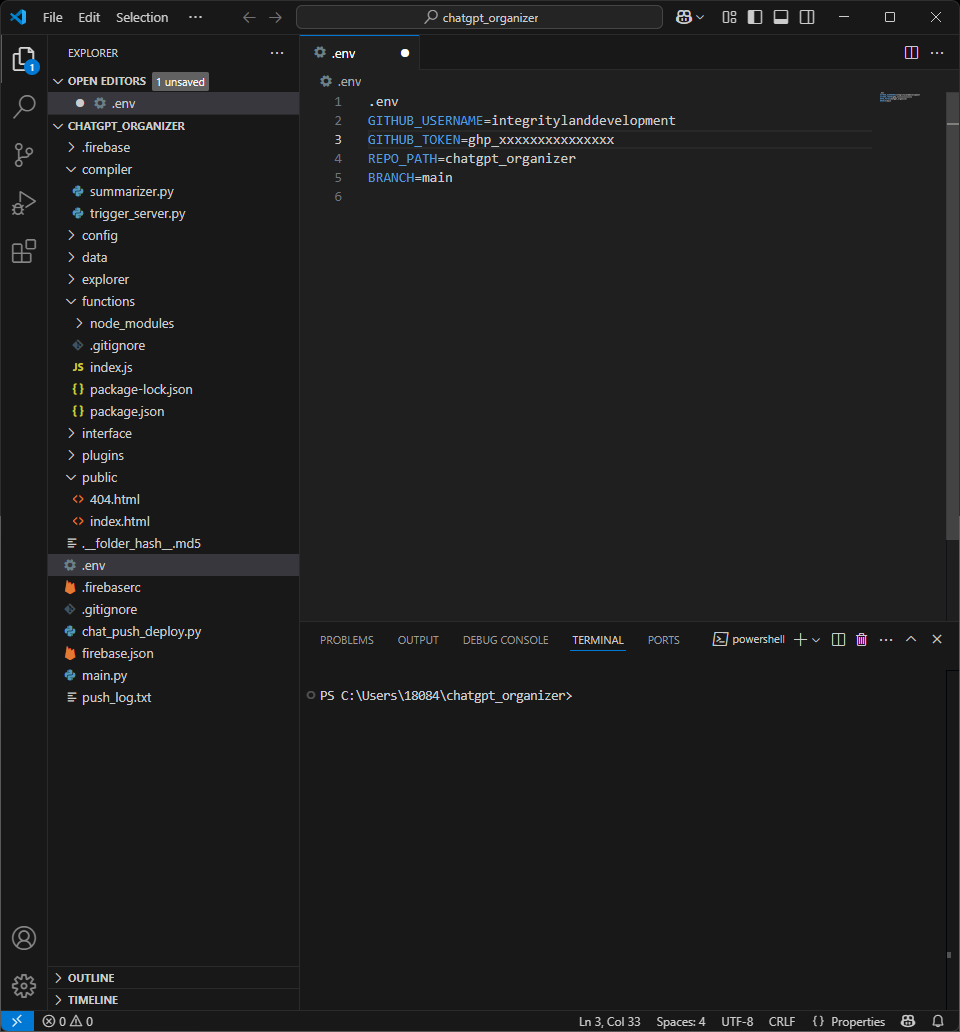 File Edit Selection ··· chatgpt_organizer
EXPLORER ···
OPEN EDITORS 1 unsaved
.env
CHATGPT_ORGANIZER
.firebase
compiler
summarizer.py
trigger_server.py
config
data
explorer
functions
node_modules
.gitignore
JS index.js
{} package-lock.json
{} package.json
interface
plugins
public
<> 404.html
<> index.html
.__folder_hash__.md5
.env
.firebaserc
.gitignore
chat_push_deploy.py
firebase.json
main.py
push_log.txt
OUTLINE
TIMELINE
1
.env
.env
1 .env
2 GITHUB_USERNAME=integritylanddevelopment
3 GITHUB_TOKEN=ghp_xxxxxxxxxxxxxxx
4 REPO_PATH=chatgpt_organizer
5 BRANCH=main
6
PROBLEMS OUTPUT DEBUG CONSOLE TERMINAL PORTS powershell
PS C:\Users\18084\chatgpt_organizer>
0 0 Ln 3, Col 33 Spaces: 4 UTF-8 CRLF {} Properties